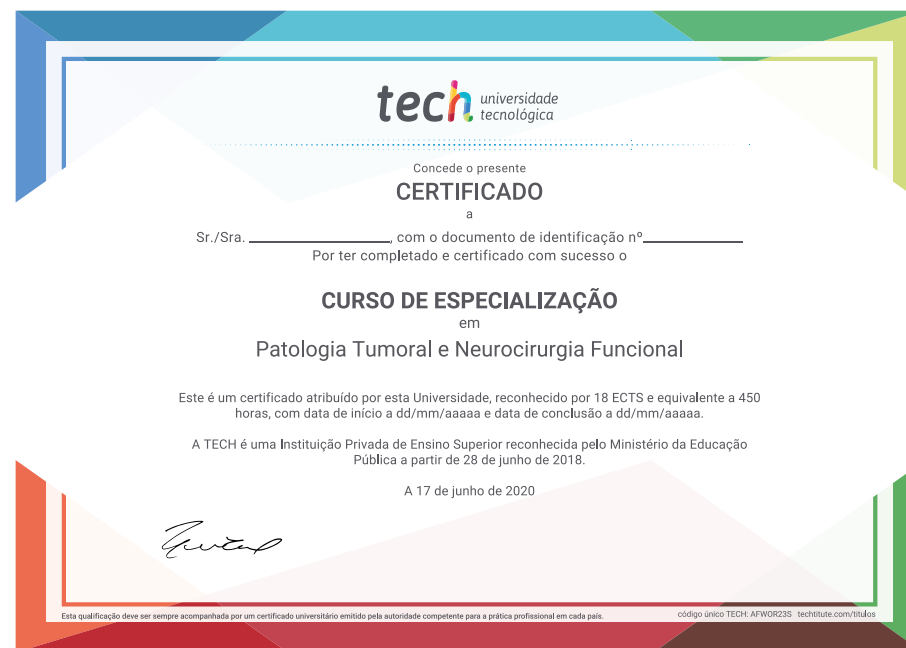 tech universidade
tecnológica
Concede o presente
CERTIFICADO
a
Sr./Sra. ____________, com o documento de identificação nº____________
Por ter completado e certificado com sucesso o
CURSO DE ESPECIALIZAÇÃO
em
Patologia Tumoral e Neurocirurgia Funcional
Este é um certificado atribuído por esta Universidade, reconhecido por 18 ECTS e equivalente a 450
horas, com data de início a dd/mm/aaaaa e data de conclusão a dd/mm/aaaaa.
A TECH é uma Instituição Privada de Ensino Superior reconhecida pelo Ministério da Educação
Pública a partir de 28 de junho de 2018.
A 17 de junho de 2020
Esta qualificação deve ser sempre acompanhada por um certificado universitário emitido pela autoridade competente para a prática profissional em cada país.
código único TECH: AFWOR23S techtitute.com/titulos